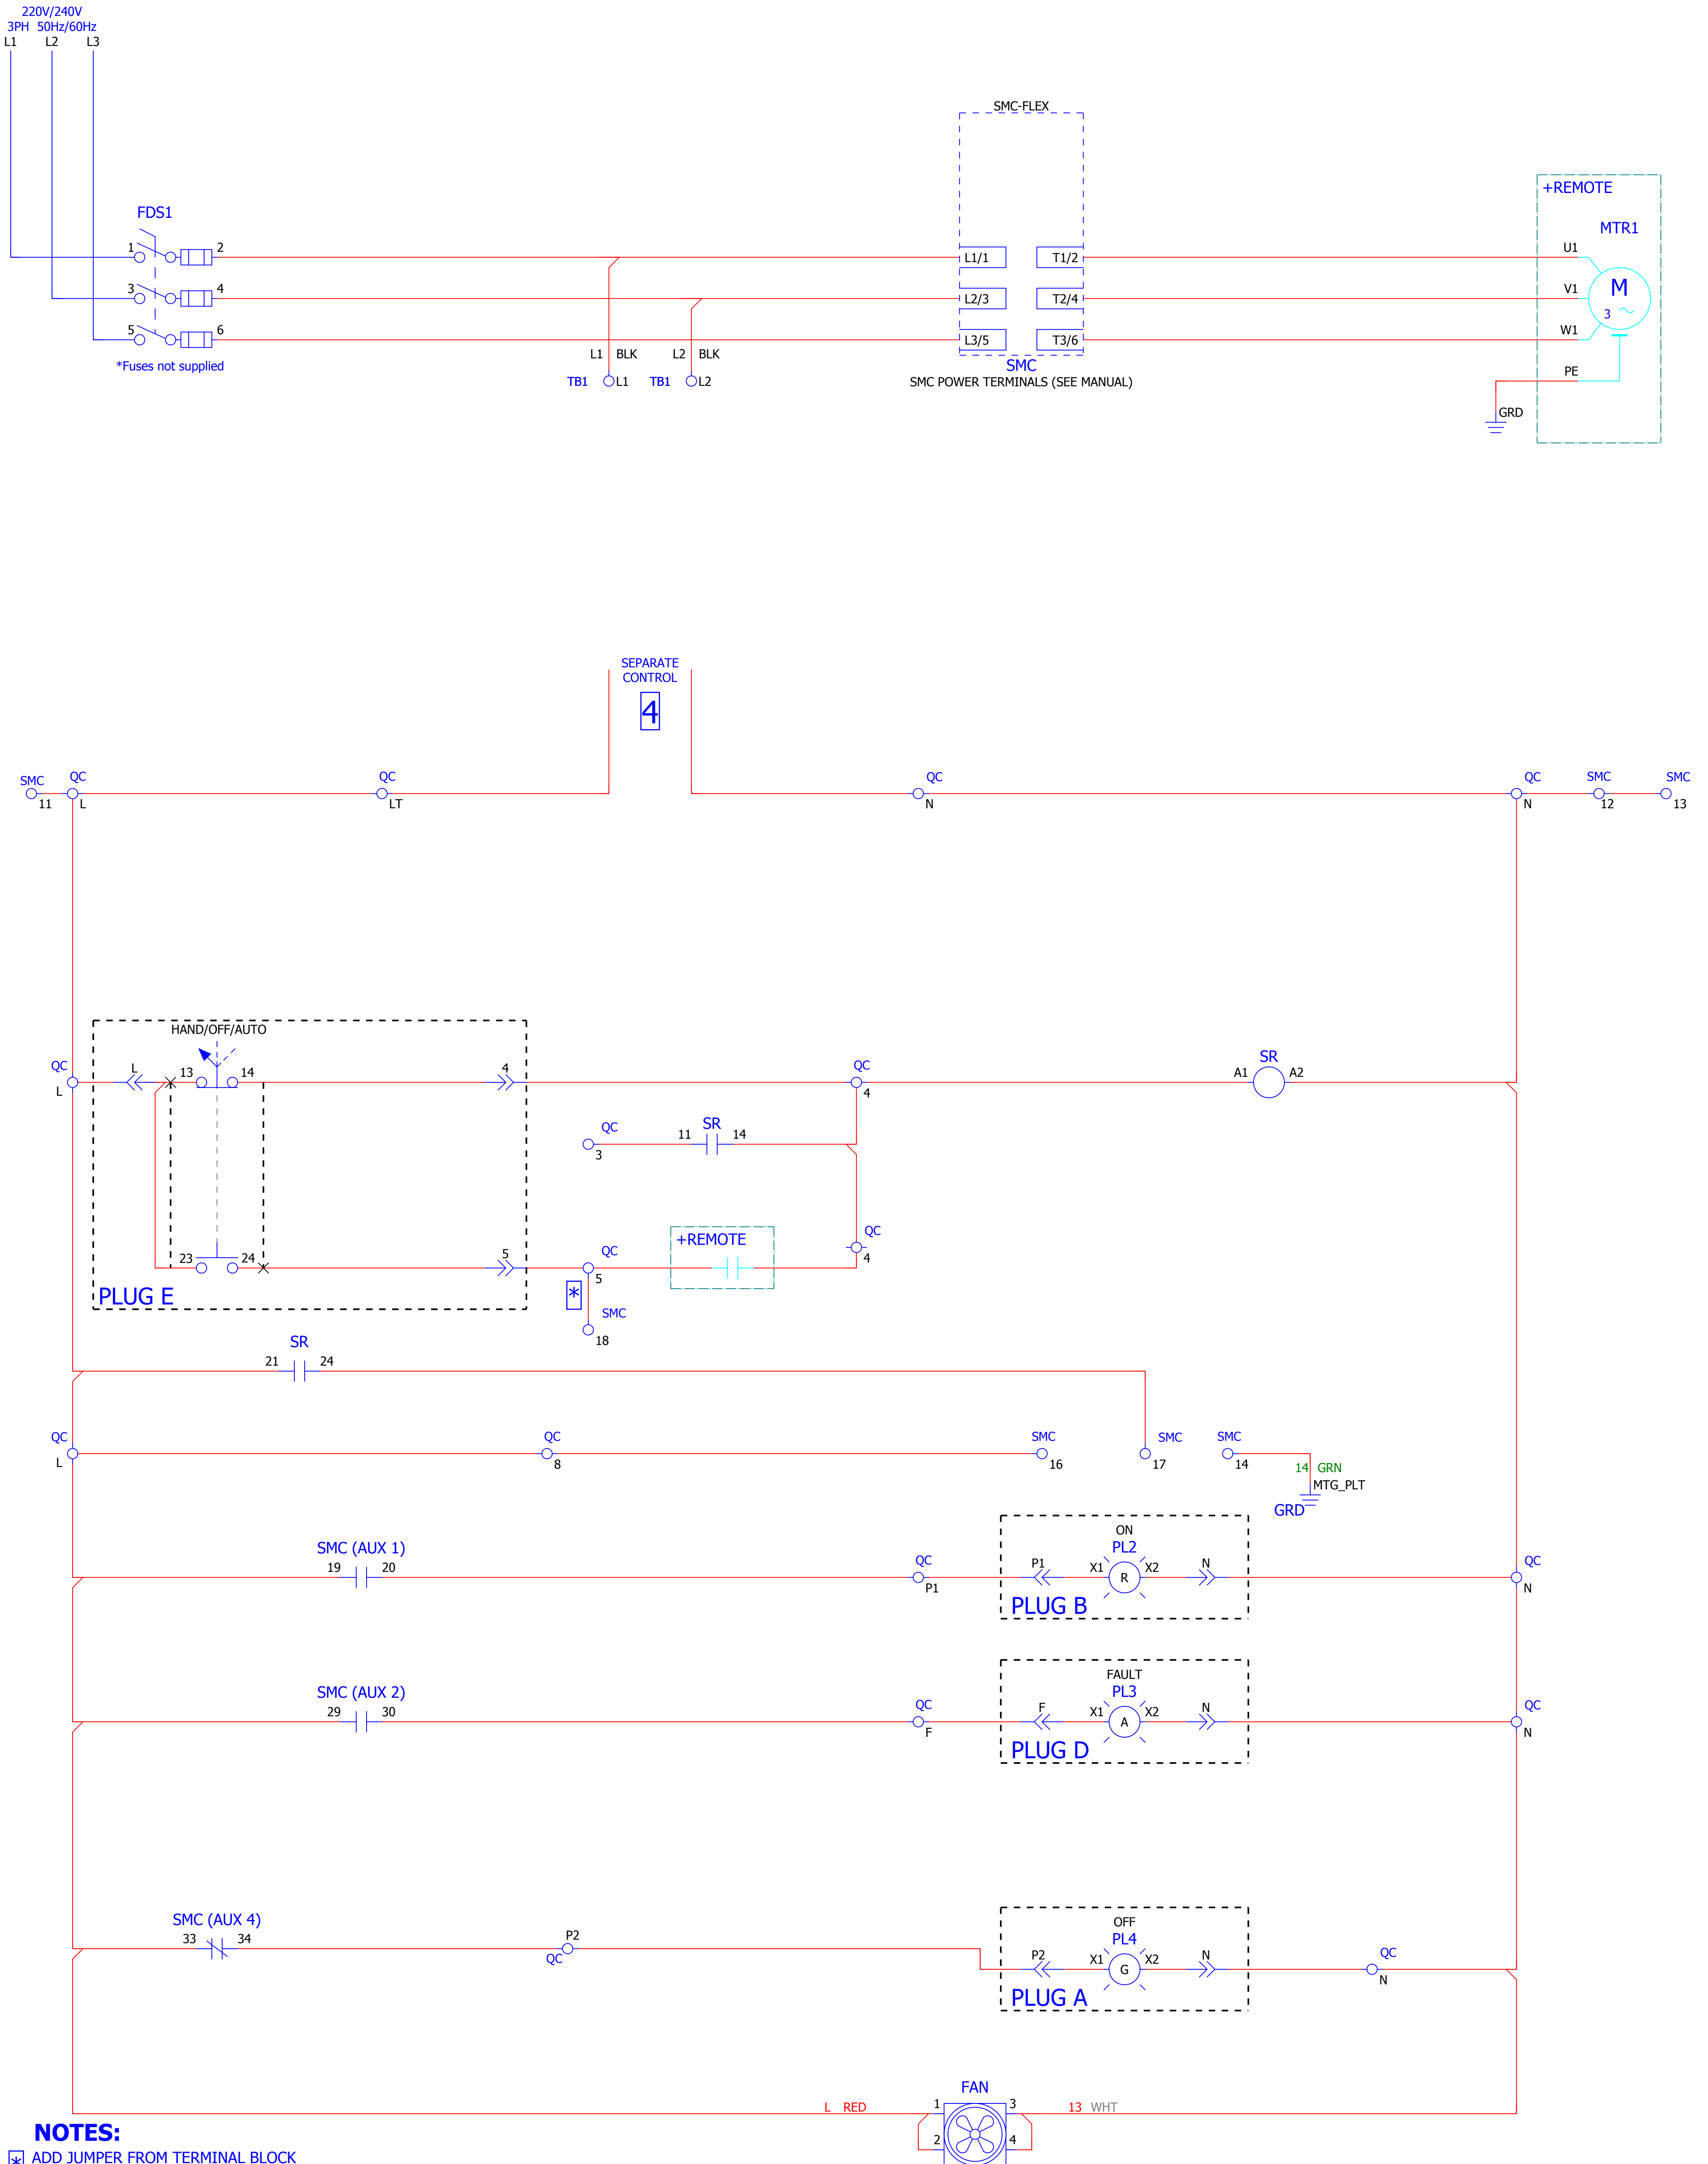 220V/240V
3PH 50Hz/60Hz
L1 L2 L3
SMC-FLEX
+REMOTE
MTR1
FDS1
1 2
L1/1 T1/2
U1
3 4
L2/3 T2/4
V1
M
3
5 6
L3/5 T3/6
W1
*Fuses not supplied
L1 BLK L2 BLK
SMC
PE
TB1 L1 TB1 L2
SMC POWER TERMINALS (SEE MANUAL)
GRD
SEPARATE
CONTROL
4
SMC QC QC QC QC SMC SMC
11 L LT N N 12 13
HAND/OFF/AUTO
QC L 13 14 4 QC SR
A1 A2
L 4
QC 11 SR 14
3
QC
+REMOTE
4
23 24 5 QC
5
PLUG E
*
SMC
18
SR
21 24
QC QC SMC SMC SMC
L 8 16 17 14
14 GRN
MTG_PLT
GRD
ON
SMC (AUX 1) PL2
19 20 QC P1 X1 R X2 N QC
P1 N
PLUG B
FAULT
SMC (AUX 2) PL3
29 30 QC F X1 A X2 N QC
F N
PLUG D
SMC (AUX 4) OFF
33 34 P2 PL4
QC P2 X1 G X2 N QC
N
PLUG A
FAN
L RED 1 3 13 WHT
2 4
NOTES:
* ADD JUMPER FROM TERMINAL BLOCK